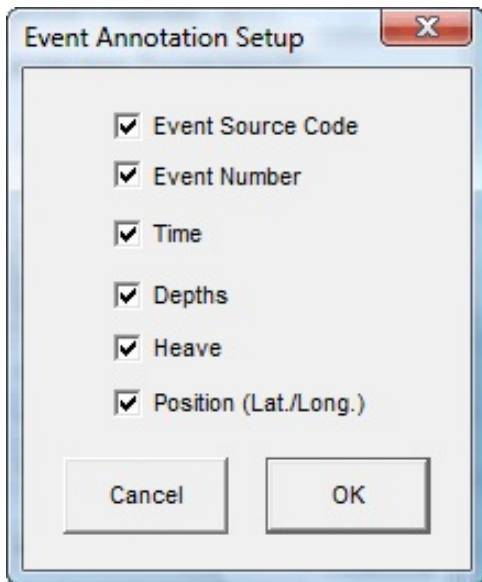 Event Annotation Setup
Event Source Code
Event Number
Time
Depths
Heave
Position (Lat./Long.)
Cancel OK